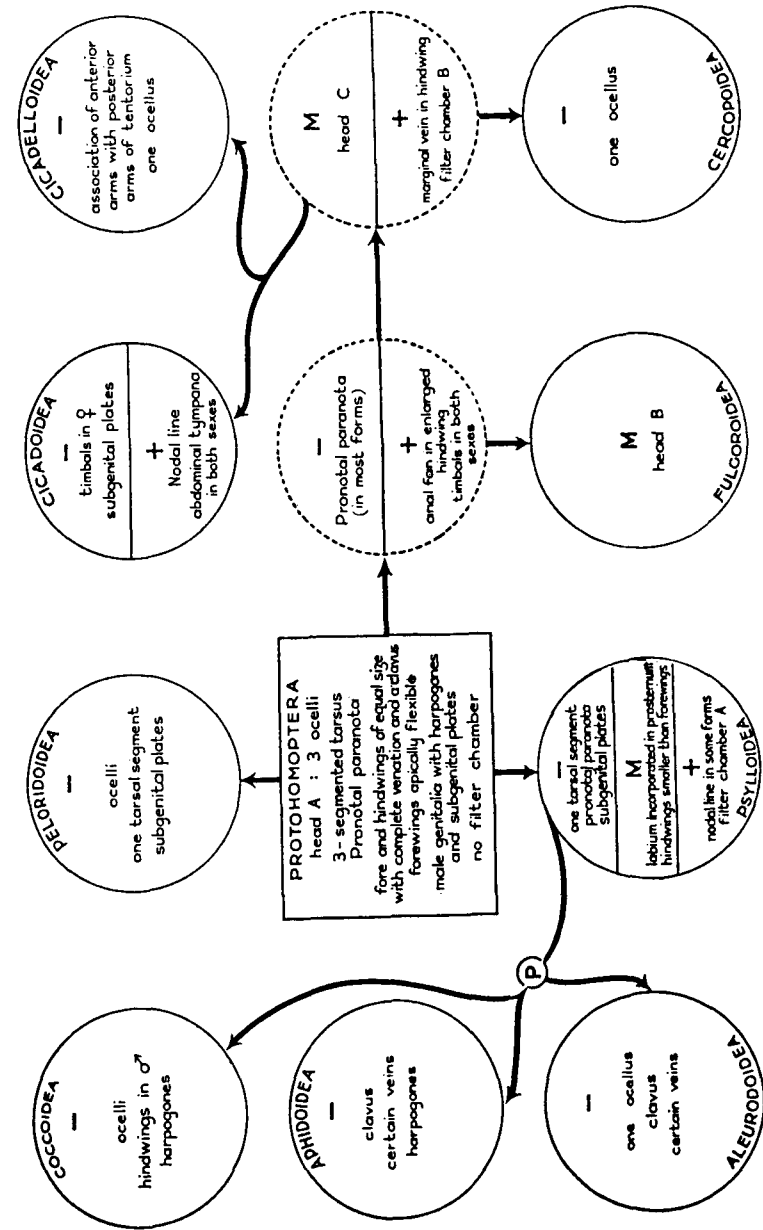 COCCOIDEA
−
ocelli
hindwings in ♂
harpogones
PELORIDOIDEA
−
ocelli
one tarsal segment
subgenital plates
CICADOIDEA
−
timbals in ♀
subgenital plates
+
Nodal line
abdominal tympana
in both sexes
CICADELLOIDEA
−
association of anterior
arms with posterior
arms of tentorium
one ocellus
APHIDOIDEA
−
clavus
certain veins
harpogones
P
PROTOHOMOPTERA
head A : 3 ocelli
3-segmented tarsus
Pronotal paranota
fore and hindwings of equal size
with complete venation and a clavus
forewings apically flexible
male genitalia with harpogones
and subgenital plates
no filter chamber
−
Pronotal paranota
(in most forms)
+
anal fan in enlarged
hindwing
timbals in both
sexes
M
head C
+
marginal vein in hindwing
filter chamber B
−
one ocellus
clavus
certain veins
ALEURODOIDEA
−
one tarsal segment
pronotal paranota
subgenital plates
M
labium incorporated in prosternum
hindwings smaller than forewings
+
nodal line in some forms
filter chamber A
PSYLLOIDEA
M
head B
FULGOROIDEA
−
one ocellus
CERCOPOIDEA